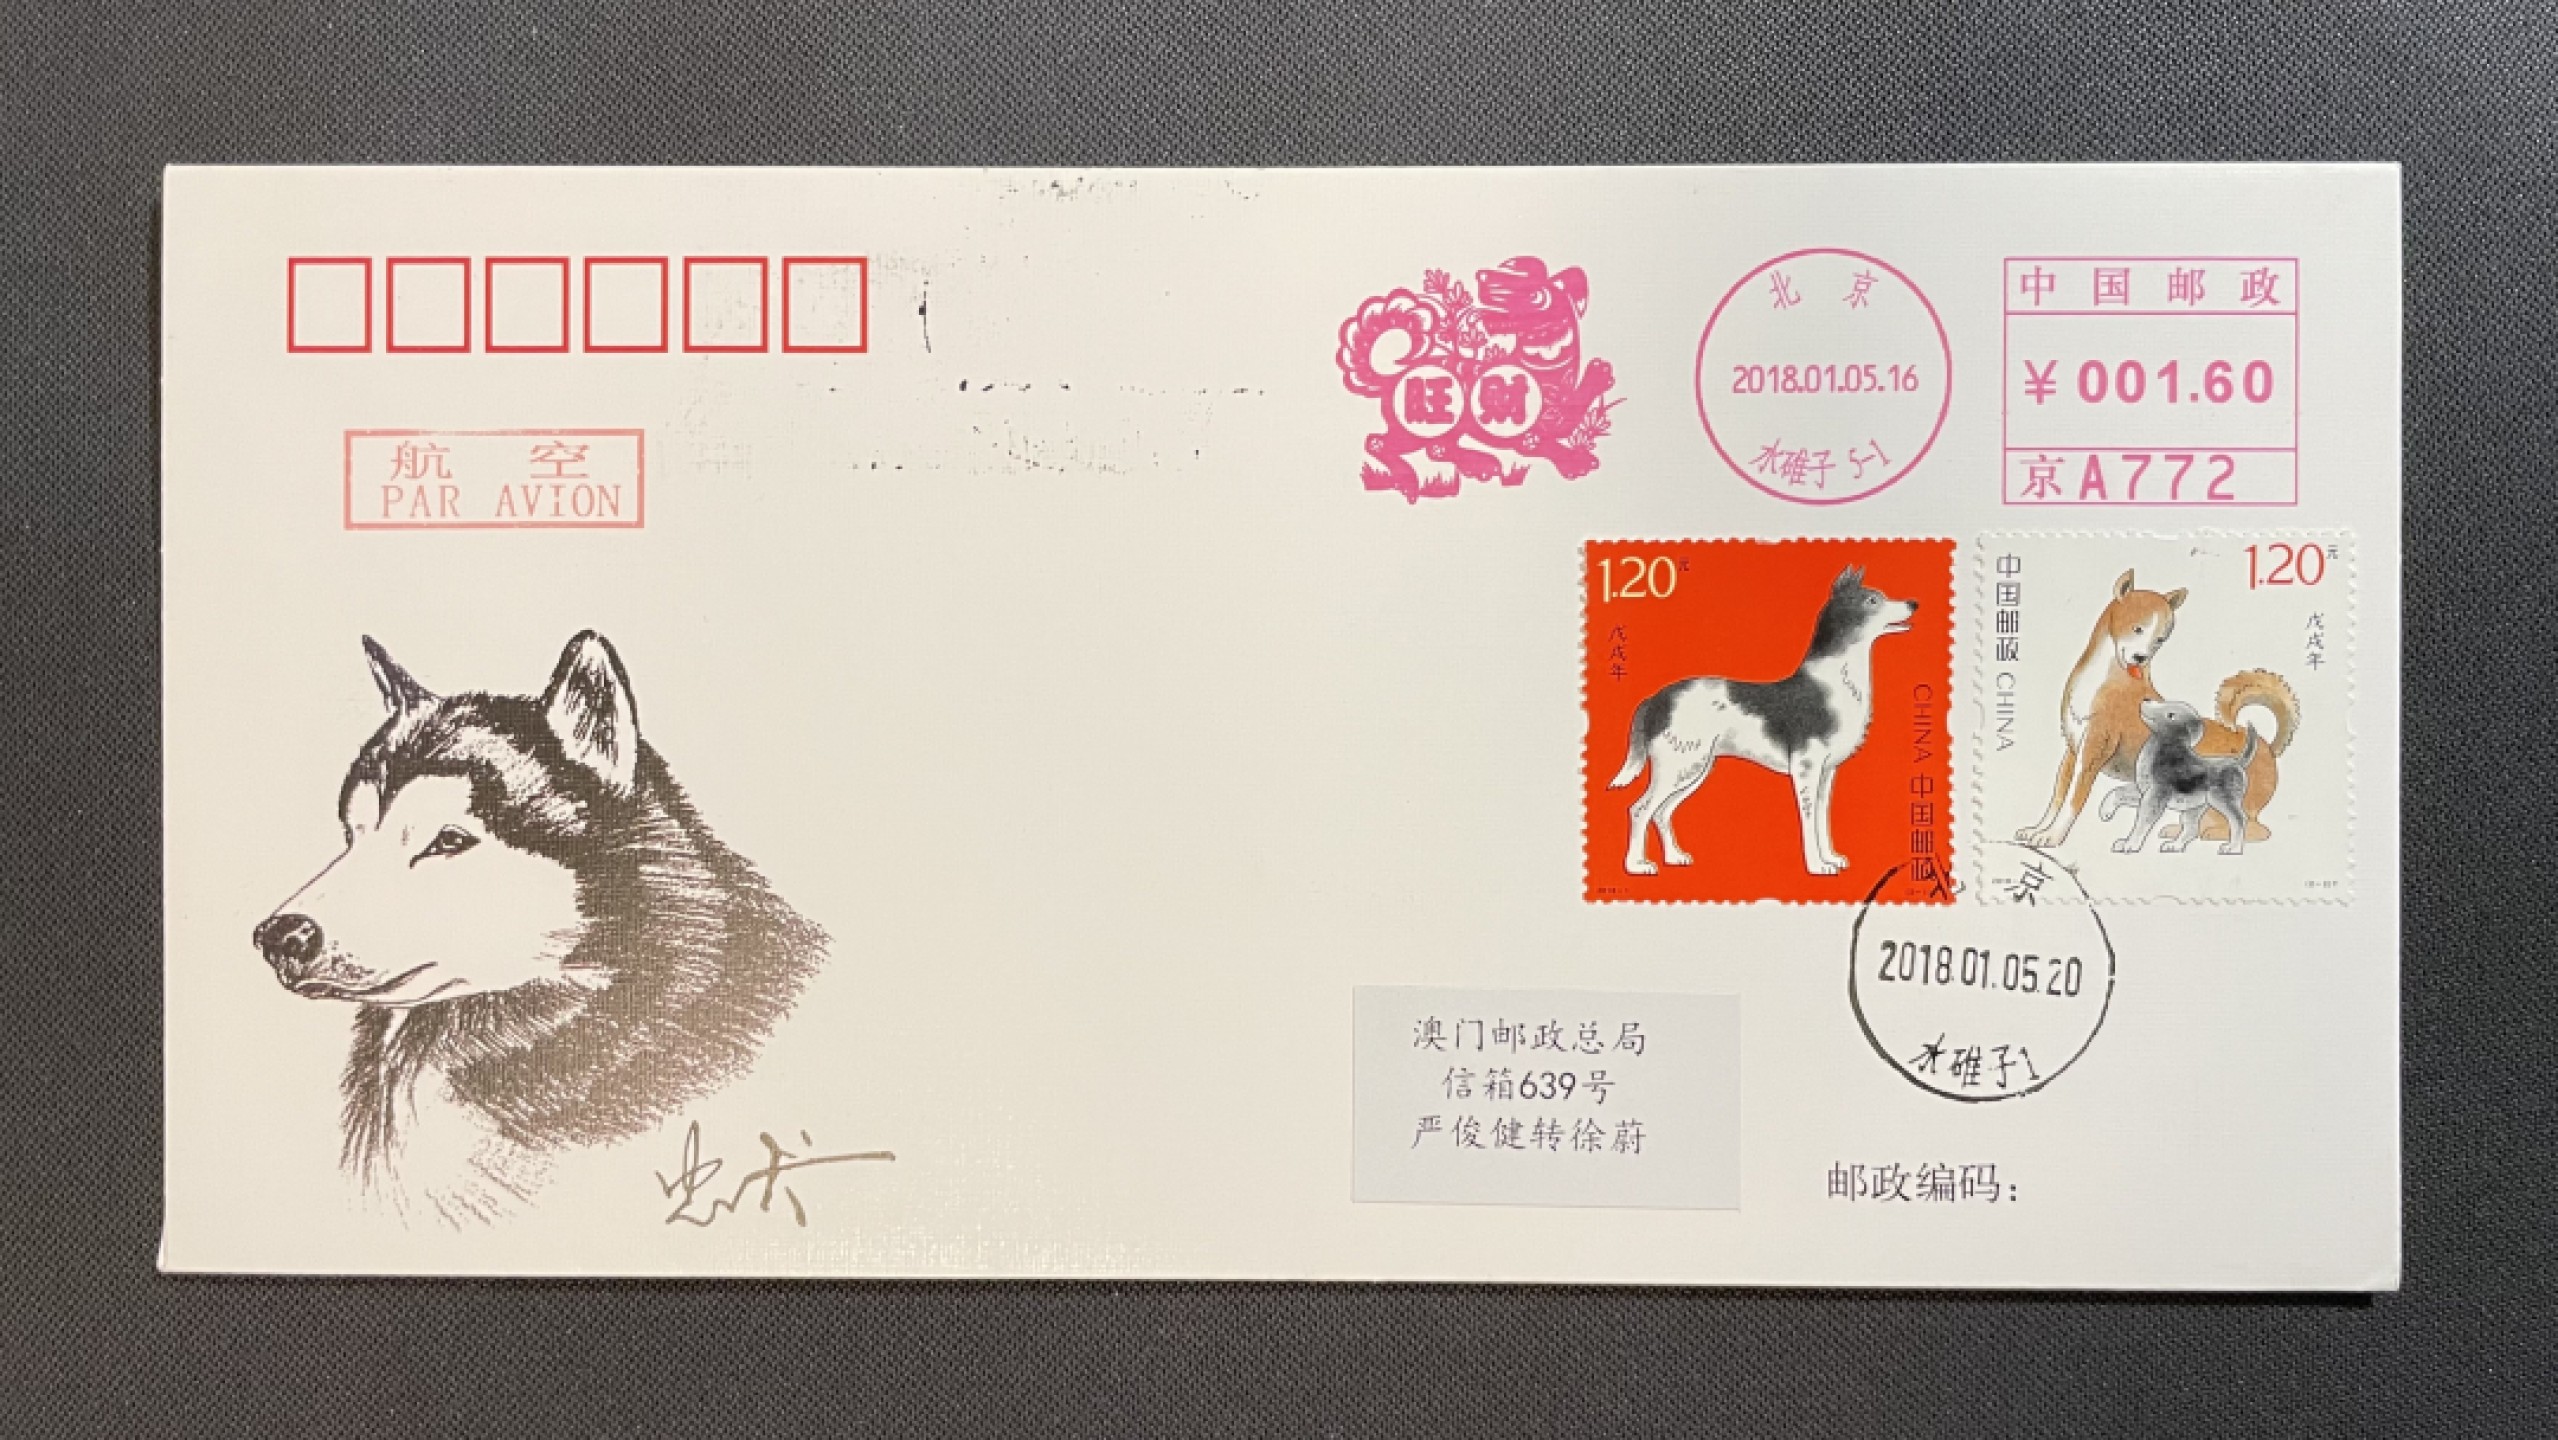 航 空
PAR AVION
旺财
北 京
2018.01.05.16
水碓子 5-1
中国邮政
¥ 001.60
京A772
1.20元
戊戌年
CHINA 中国邮政
1.20元
戊戌年
中国邮政 CHINA
京
2018.01.05.20
水碓子1
澳门邮政总局
信箱639号
严俊健转徐蔚
邮政编码：
忠犬